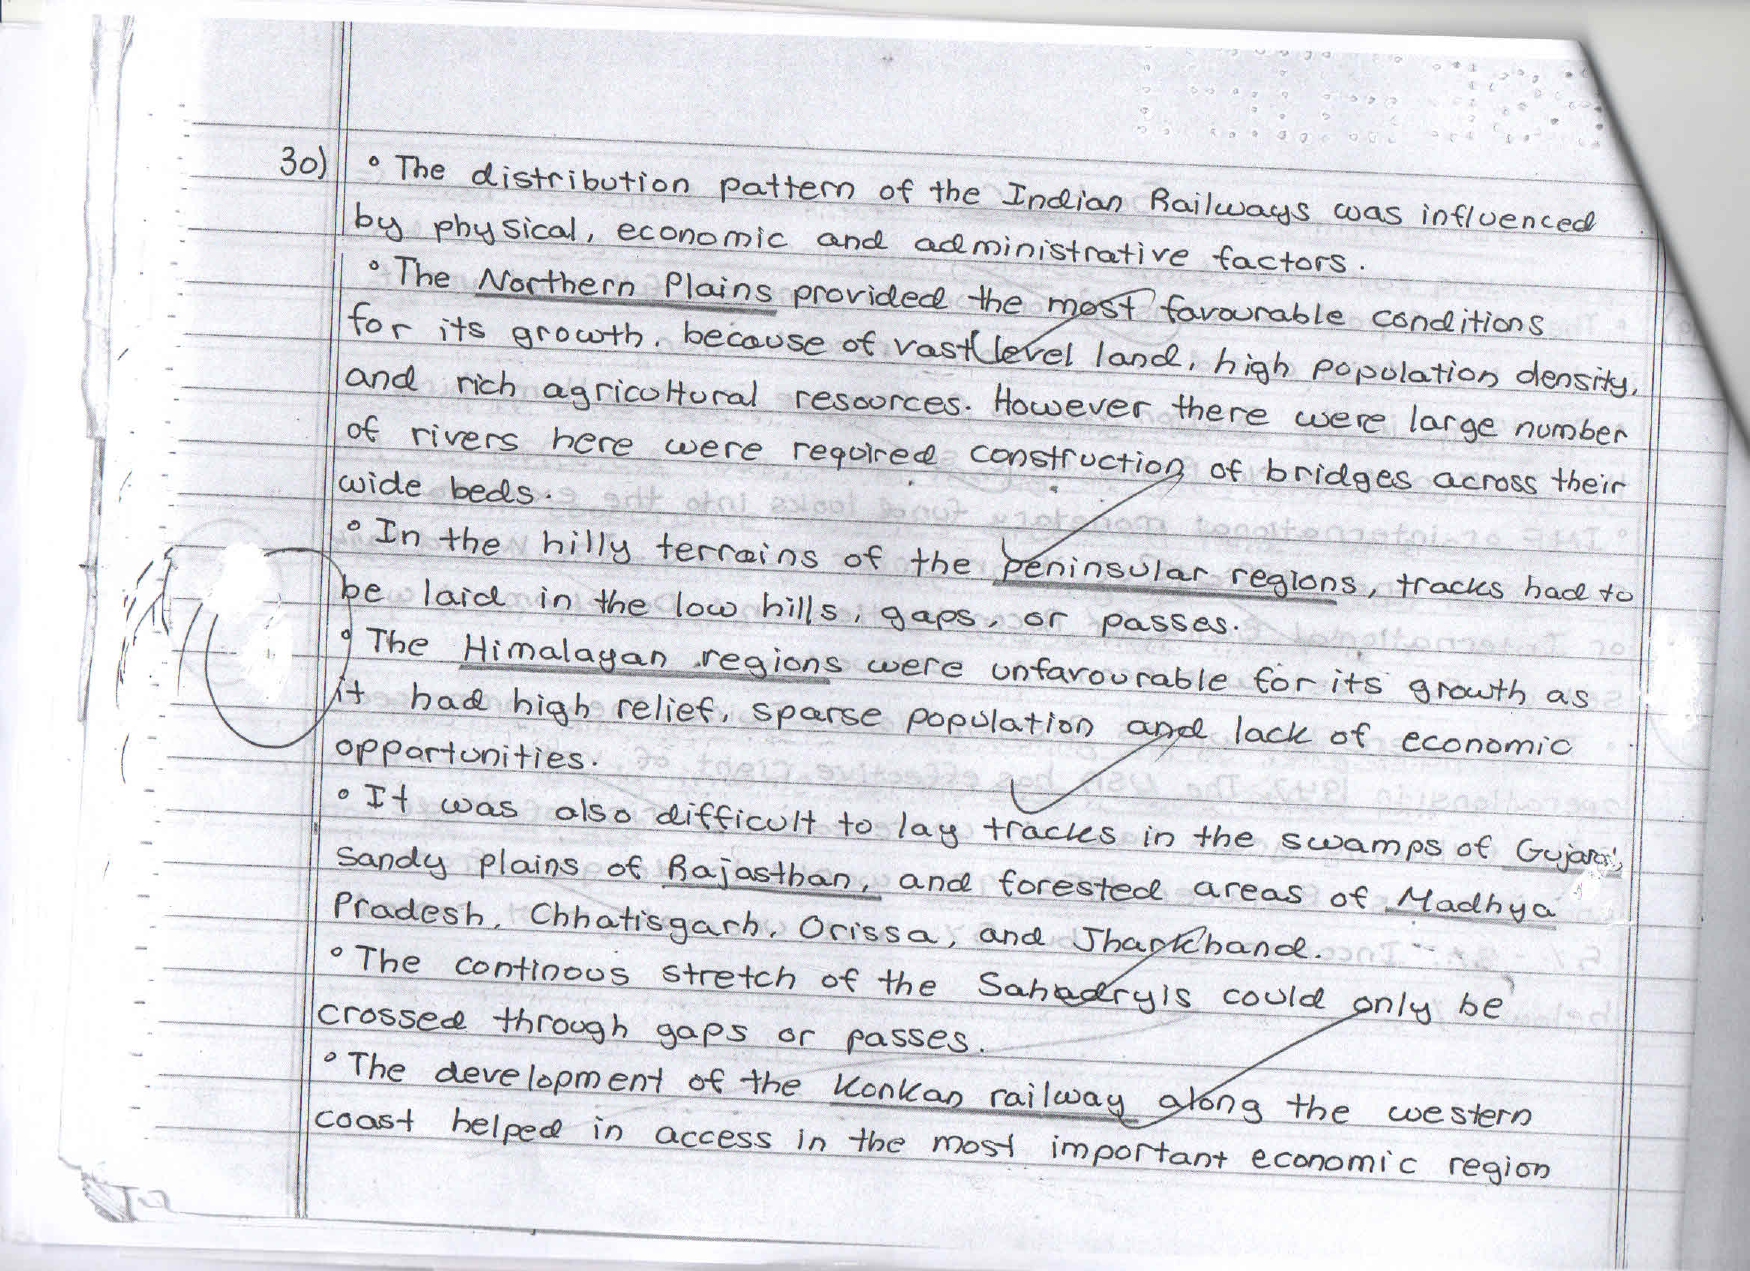 30) ° The distribution pattern of the Indian Railways was influenced
by physical, economic and administrative factors.
° The Northern Plains provided the most favourable conditions
for its growth, because of vast level land, high population density,
and rich agricultural resources. However there were large number
of rivers here were required construction of bridges across their
wide beds.
° In the hilly terrains of the peninsular regions, tracks had to
be laid in the low hills, gaps, or passes.
° The Himalayan regions were unfavourable for its growth as
it had high relief, sparse population and lack of economic
opportunities.
° It was also difficult to lay tracks in the swamps of Gujarat,
sandy plains of Rajasthan, and forested areas of Madhya
Pradesh, Chhatisgarh, Orissa, and Jharkhand.
° The continous stretch of the Sahadryis could only be
crossed through gaps or passes.
° The development of the Konkan railway along the western
coast helped in access in the most important economic region